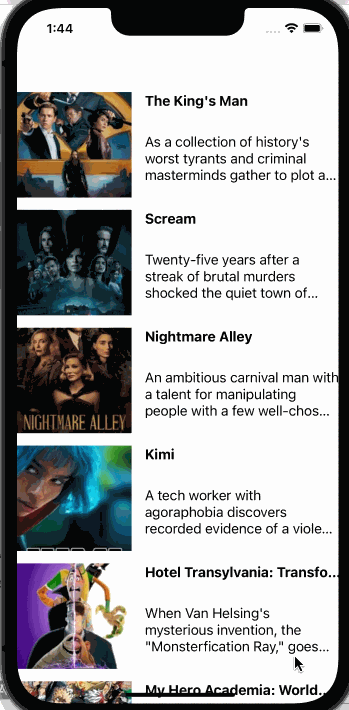 1:44
The King's Man
As a collection of history's
worst tyrants and criminal
masterminds gather to plot a...
Scream
Twenty-five years after a
streak of brutal murders
shocked the quiet town of...
NIGHTMARE ALLEY
Nightmare Alley
An ambitious carnival man with
a talent for manipulating
people with a few well-chos...
Kimi
A tech worker with
agoraphobia discovers
recorded evidence of a viole...
Hotel Transylvania: Transfo...
When Van Helsing's
mysterious invention, the
"Monsterfication Ray," goes...
My Hero Academia: World...